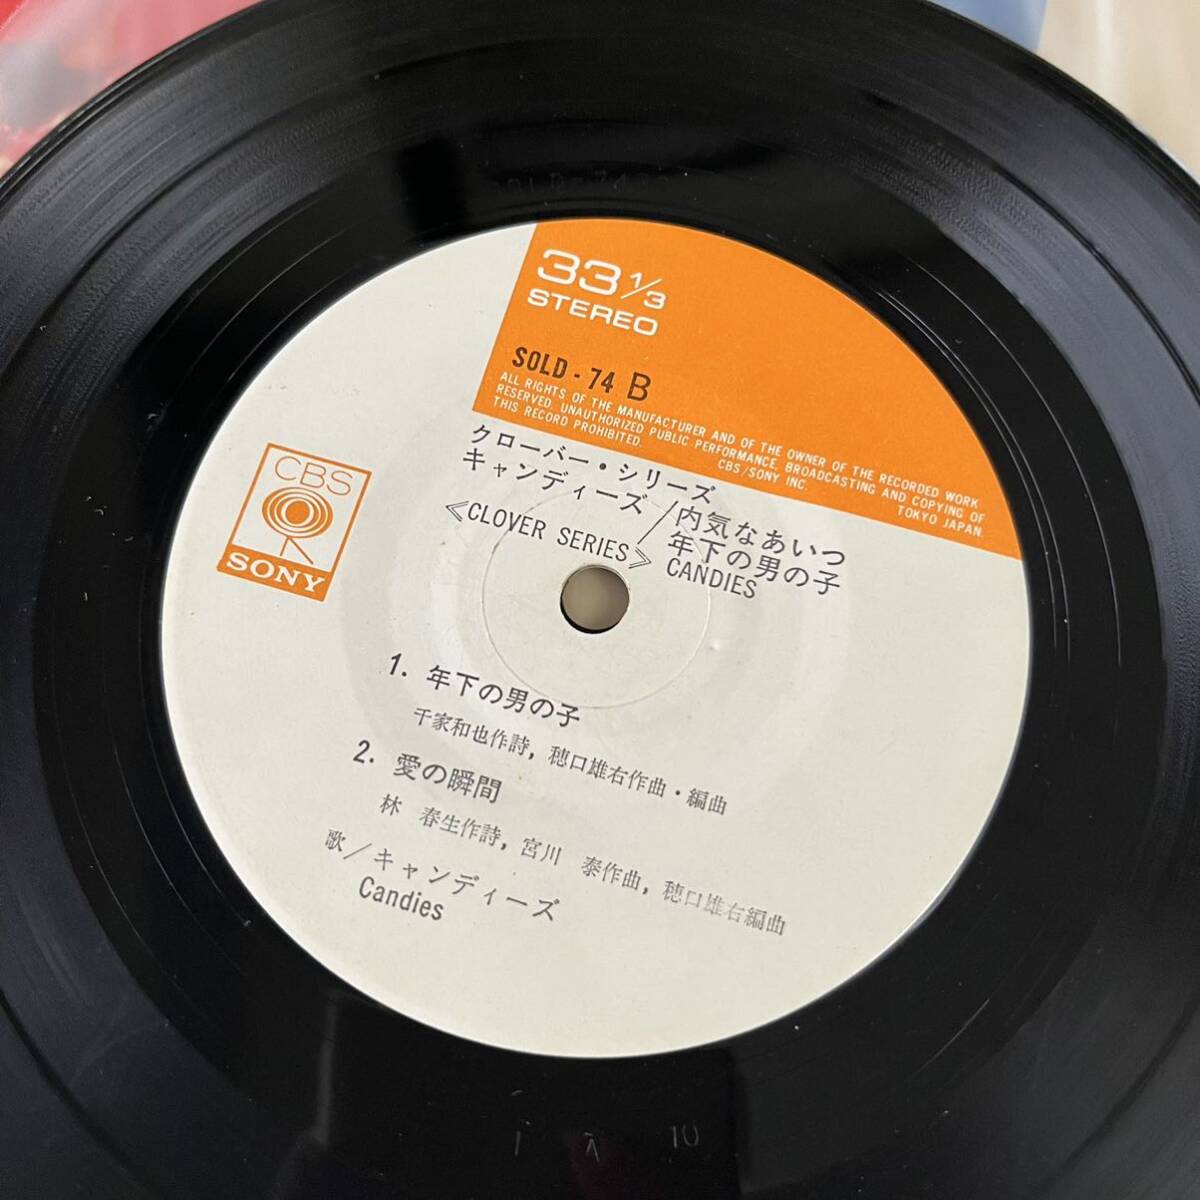 33 1/3
STEREO
SOLD - 74 B
ALL RIGHTS OF THE MANUFACTURER AND OF THE OWNER OF THE RECORDED WORK
RESERVED. UNAUTHORIZED PUBLIC PERFORMANCE, BROADCASTING AND COPYING OF
THIS RECORD PROHIBITED. CBS/SONY INC. TOKYO JAPAN.
CBS
SONY
クローバー・シリーズ
キャンディーズ/内気なあいつ
年下の男の子
≪CLOVER SERIES≫ CANDIES
1. 年下の男の子
千家和也作詩, 穂口雄右作曲・編曲
2. 愛の瞬間
林 春生作詩, 宮川 泰作曲, 穂口雄右編曲
歌/キャンディーズ
Candies
10